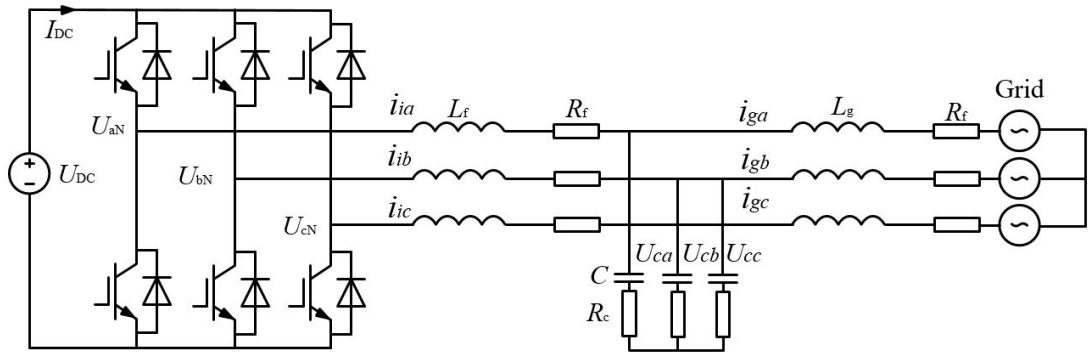 I_DC
Grid
i_ia L_f R_f i_ga L_g R_f
U_aN
i_ib i_gb
U_DC U_bN
i_ic i_gc
U_cN
U_ca U_cb U_cc
C
R_c